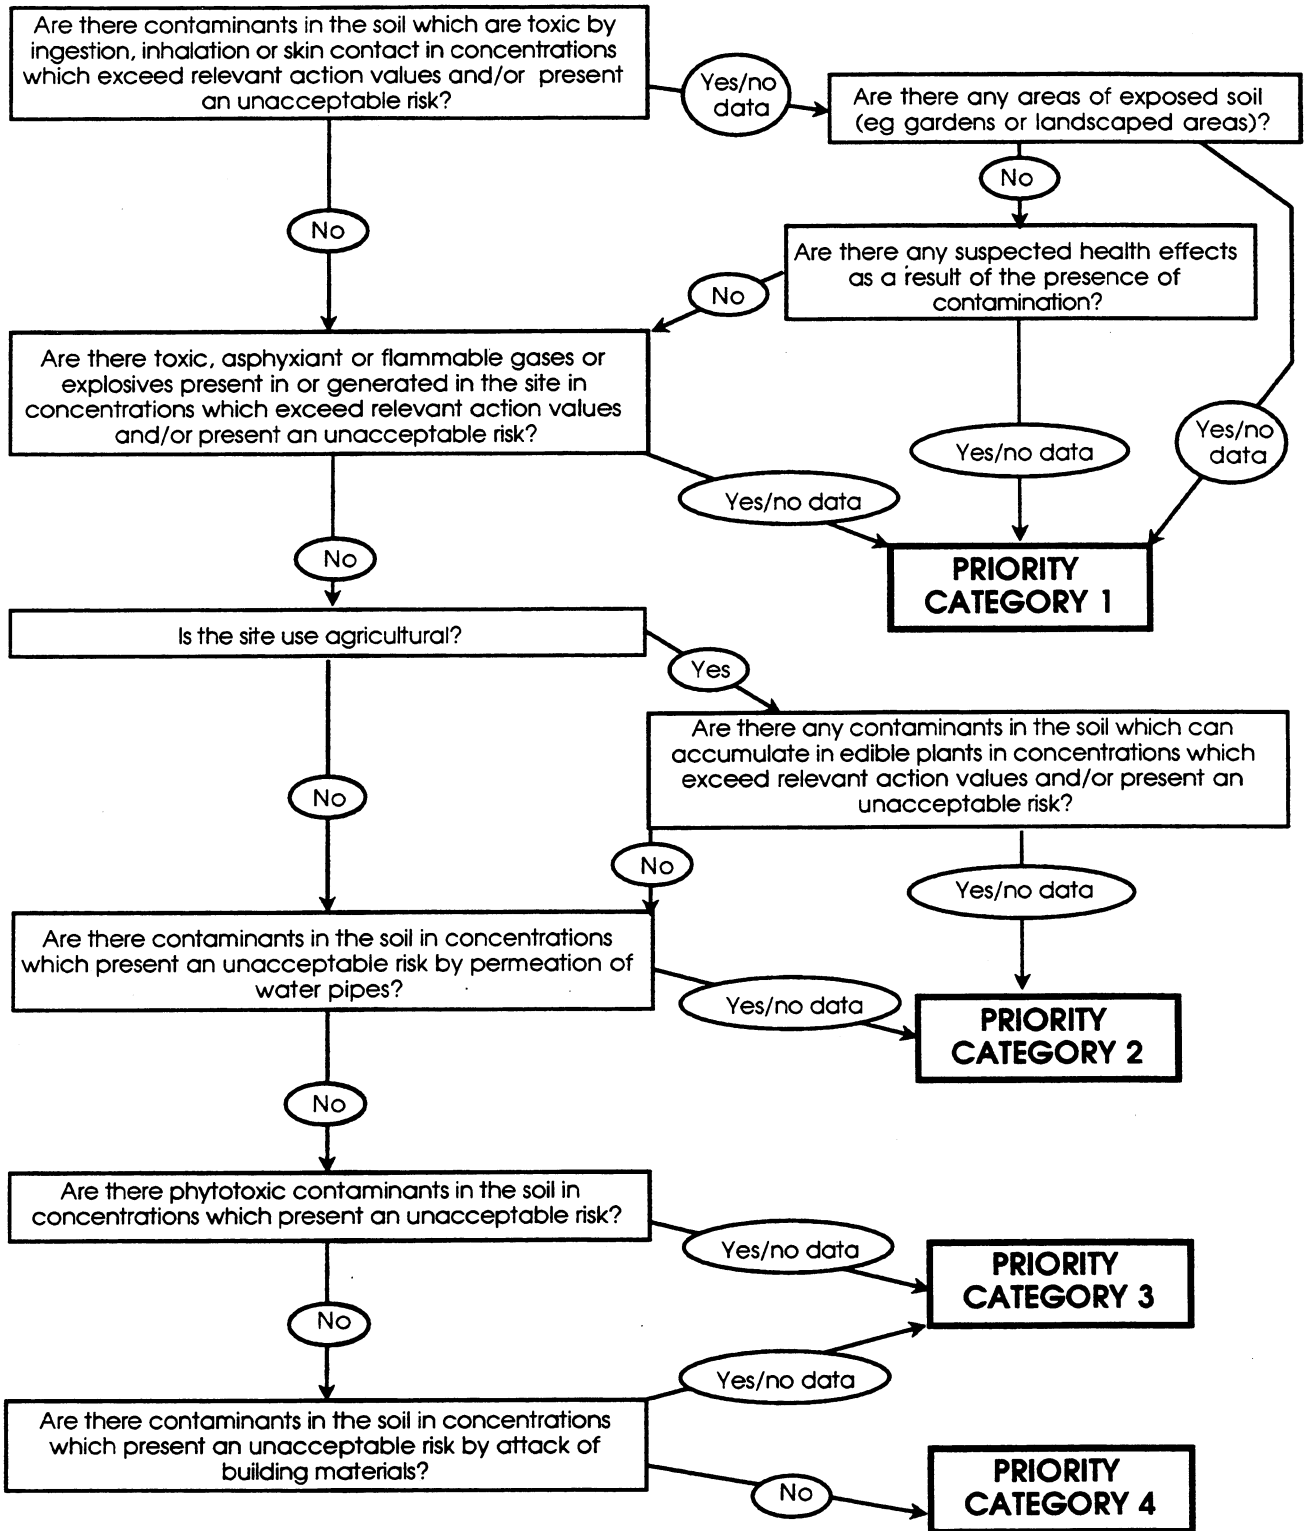 Are there contaminants in the soil which are toxic by
ingestion, inhalation or skin contact in concentrations
which exceed relevant action values and/or present
an unacceptable risk?
Yes/no
data
Are there any areas of exposed soil
(eg gardens or landscaped areas)?
No
No
Are there any suspected health effects
as a result of the presence of
contamination?
No
Are there toxic, asphyxiant or flammable gases or
explosives present in or generated in the site in
concentrations which exceed relevant action values
and/or present an unacceptable risk?
Yes/no data
Yes/no
data
Yes/no data
No
PRIORITY
CATEGORY 1
Is the site use agricultural?
Yes
Are there any contaminants in the soil which can
accumulate in edible plants in concentrations which
exceed relevant action values and/or present an
unacceptable risk?
No
No
Yes/no data
Are there contaminants in the soil in concentrations
which present an unacceptable risk by permeation of
water pipes?
Yes/no data
PRIORITY
CATEGORY 2
No
Are there phytotoxic contaminants in the soil in
concentrations which present an unacceptable risk?
Yes/no data
PRIORITY
CATEGORY 3
No
Yes/no data
Are there contaminants in the soil in concentrations
which present an unacceptable risk by attack of
building materials?
No
PRIORITY
CATEGORY 4